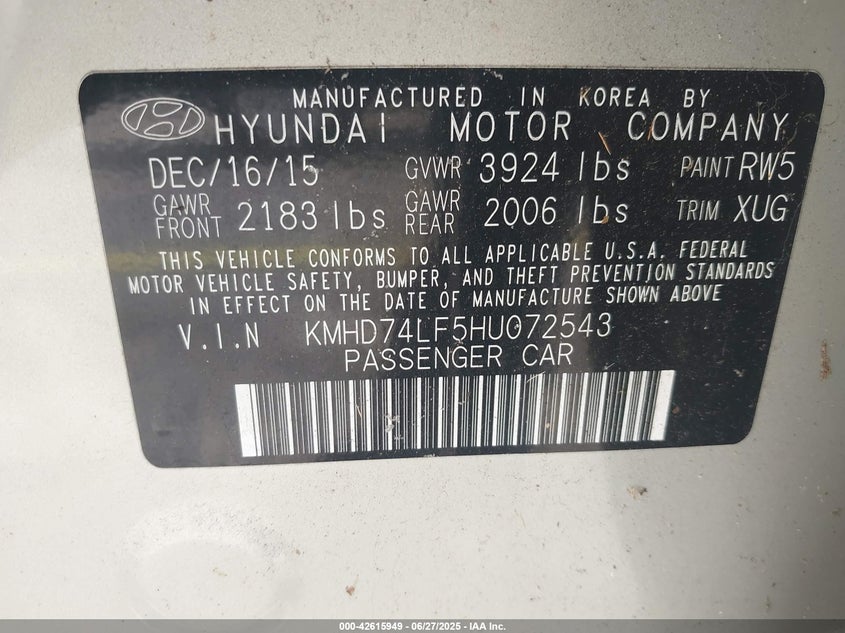 MANUFACTURED IN KOREA BY
HYUNDAI MOTOR COMPANY
DEC/16/15 GVWR 3924 lbs PAINT RW5
GAWR FRONT 2183 lbs GAWR REAR 2006 lbs TRIM XUG
THIS VEHICLE CONFORMS TO ALL APPLICABLE U.S.A. FEDERAL
MOTOR VEHICLE SAFETY, BUMPER, AND THEFT PREVENTION STANDARDS
IN EFFECT ON THE DATE OF MANUFACTURE SHOWN ABOVE
V.I.N KMHD74LF5HU072543
PASSENGER CAR
000-42615949 - 06/27/2025 - IAA Inc.